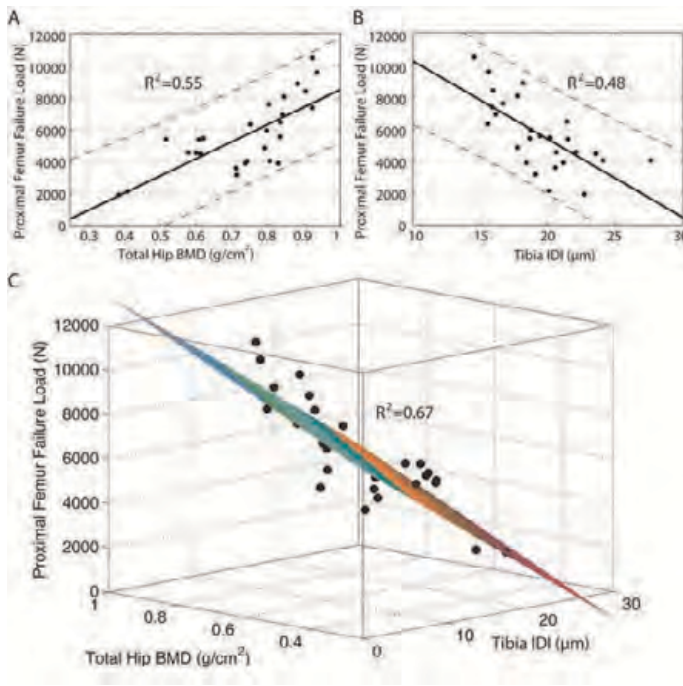 A
Proximal Femur Failure Load (N)
12000
10000
8000
6000
4000
2000
0
R²=0.55
0.3 0.4 0.5 0.6 0.7 0.8 0.9 1
Total Hip BMD (g/cm²)
B
Proximal Femur Failure Load (N)
12000
10000
8000
6000
4000
2000
0
R²=0.48
10 15 20 25 30
Tibia IDI (µm)
C
Proximal Femur Failure Load (N)
12000
10000
8000
6000
4000
2000
0
R²=0.67
1 0.8 0.6 0.4
Total Hip BMD (g/cm²)
0 10 20 30
Tibia IDI (µm)